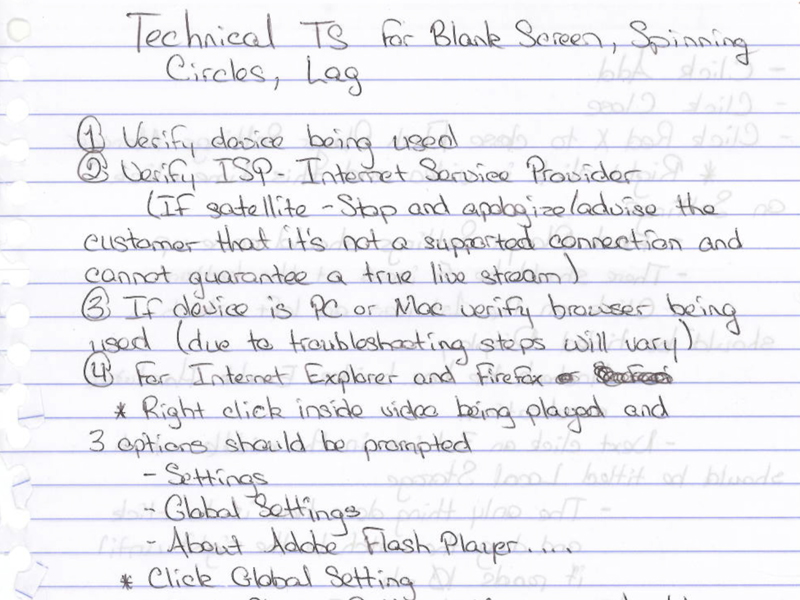 Technical TS for Blank Screen, Spinning
Circles, Lag
① Verify device being used
② Verify ISP - Internet Service Provider
(If satellite - Stop and apologize/advise the
customer that it's not a supported connection and
cannot guarantee a true live stream)
③ If device is PC or Mac verify browser being
used (due to troubleshooting steps will vary)
④ For Internet Explorer and Firefox or
* Right click inside video being played and
3 options should be prompted
- Settings
- Global Settings
- About Adobe Flash Player....
* Click Global Setting